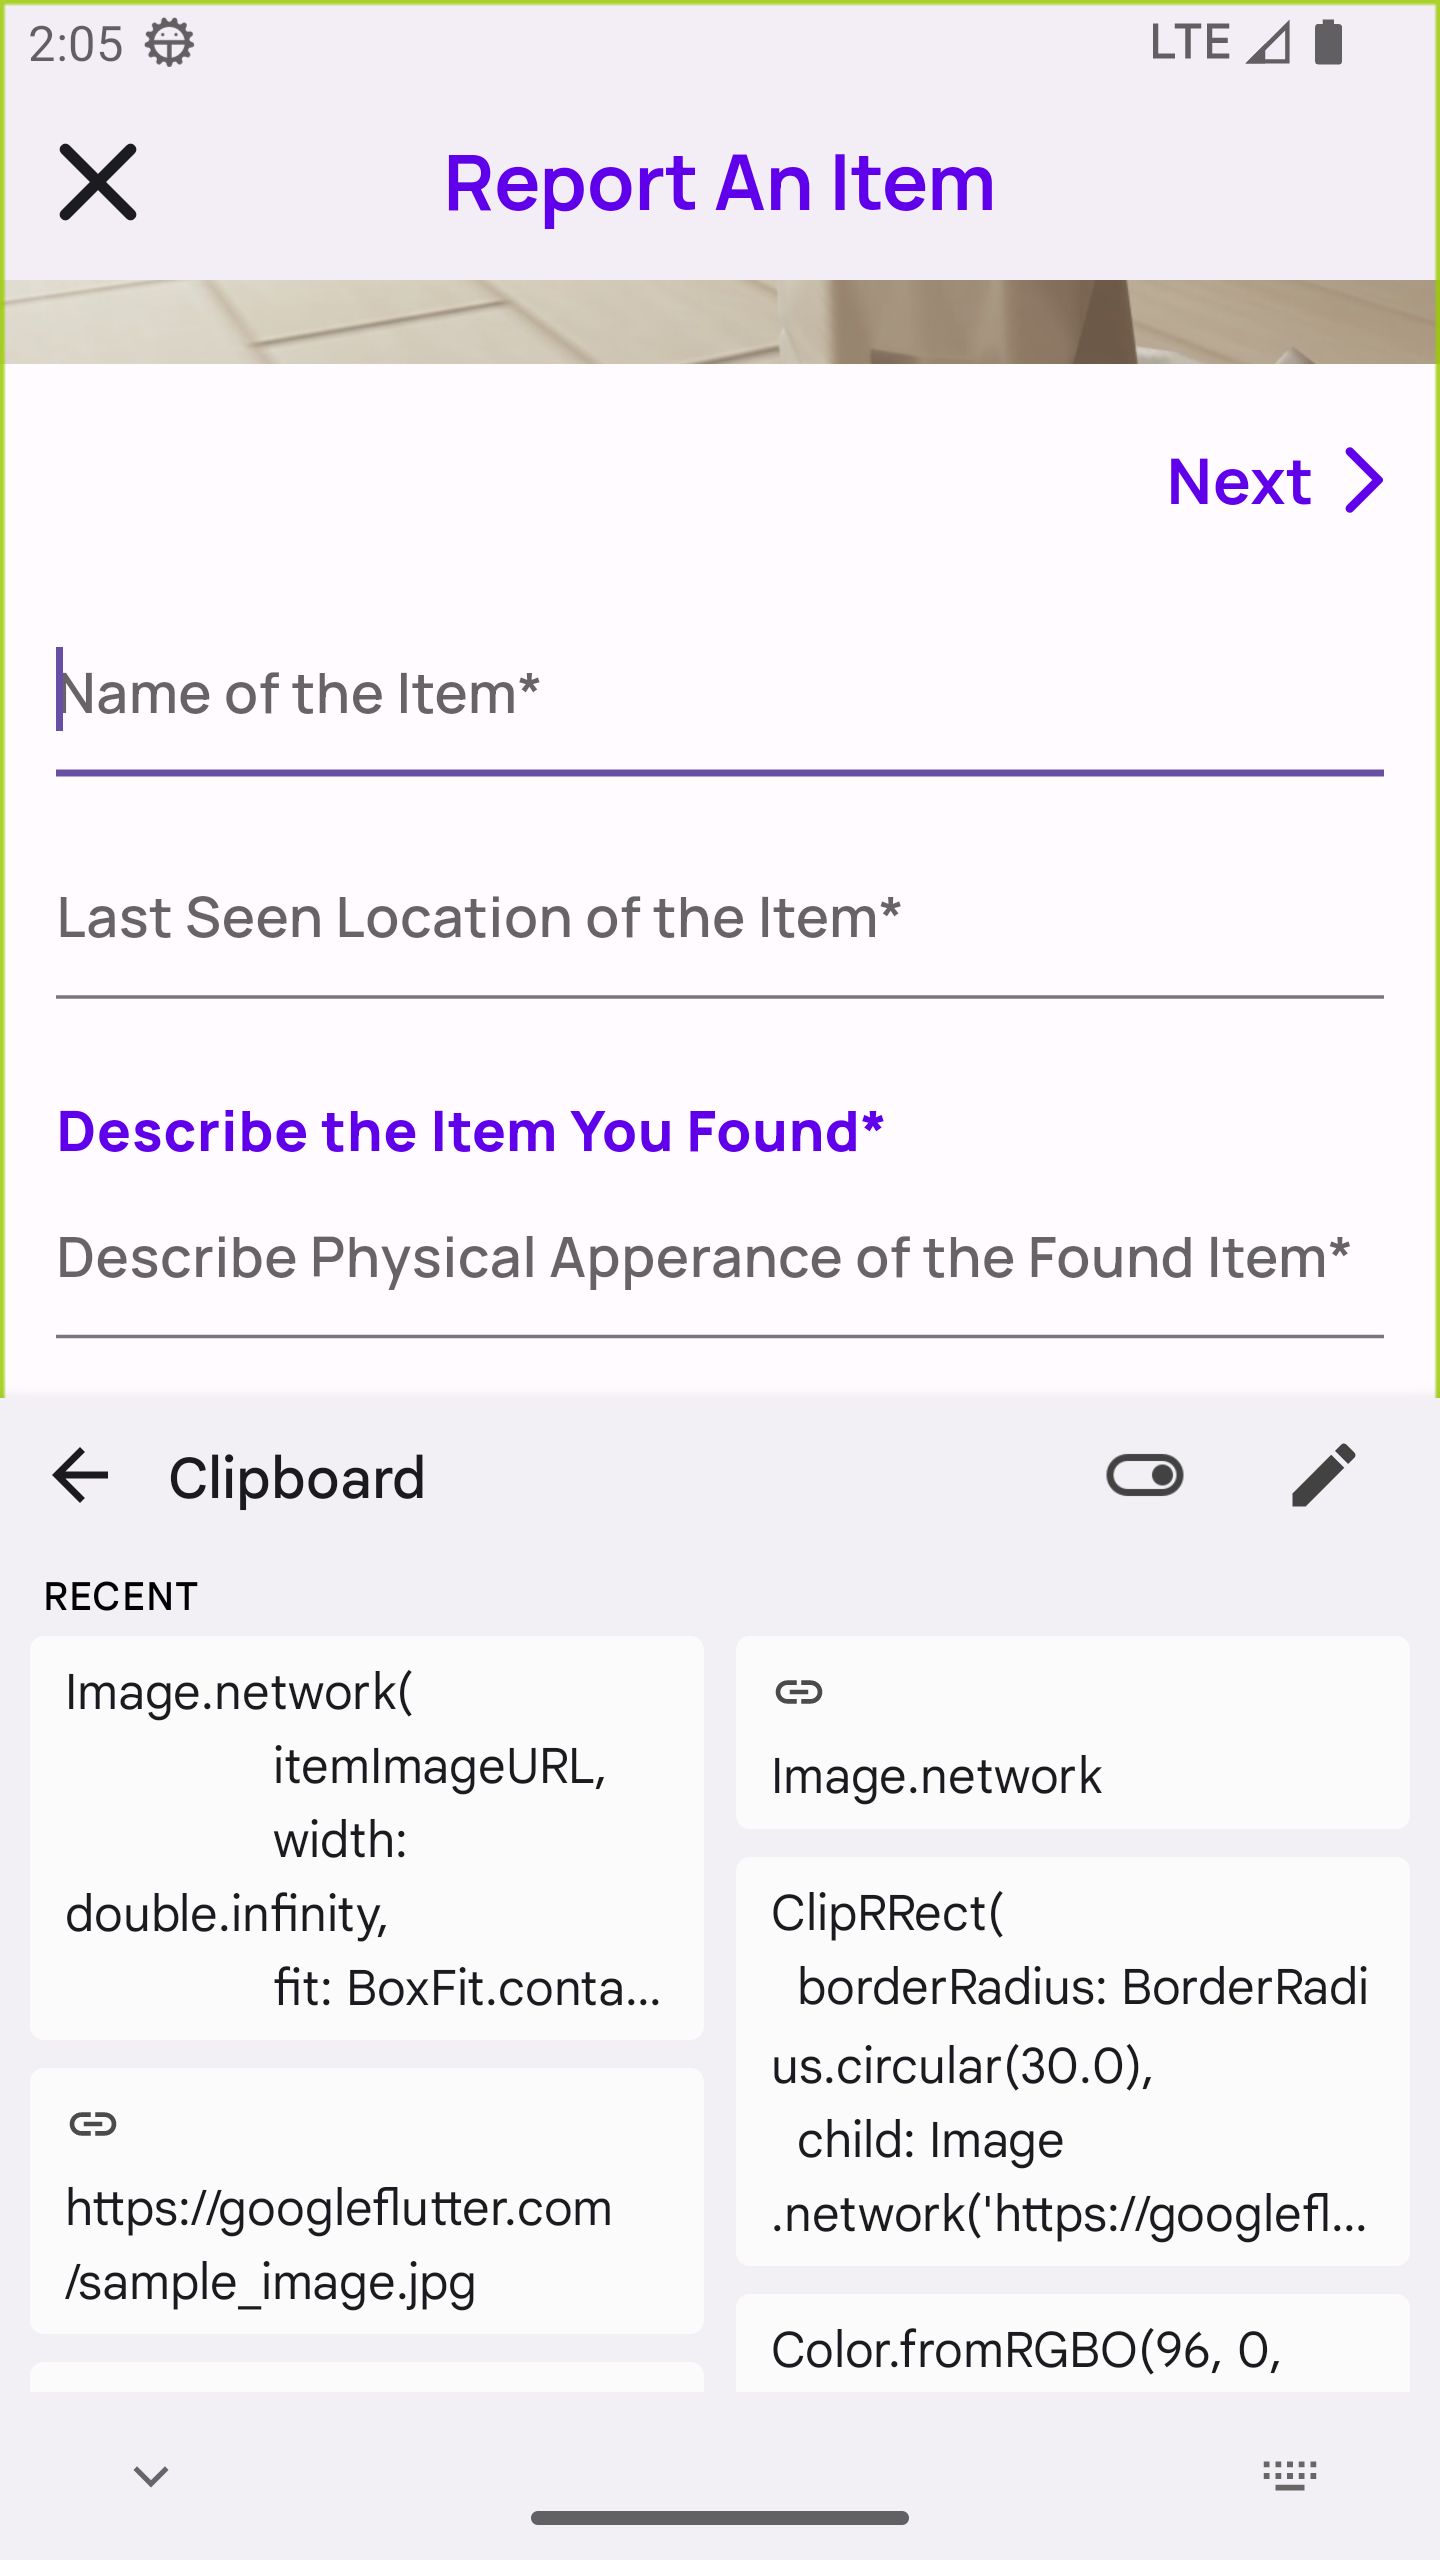 2:05
LTE
Report An Item
Next
Name of the Item*
Last Seen Location of the Item*
Describe the Item You Found*
Describe Physical Apperance of the Found Item*
Clipboard
RECENT
Image.network(
itemImageURL,
width:
double.infinity,
fit: BoxFit.conta...
https://googleflutter.com
/sample_image.jpg
Image.network
ClipRRect(
borderRadius: BorderRadi
us.circular(30.0),
child: Image
.network('https://googlefl...
Color.fromRGBO(96, 0,